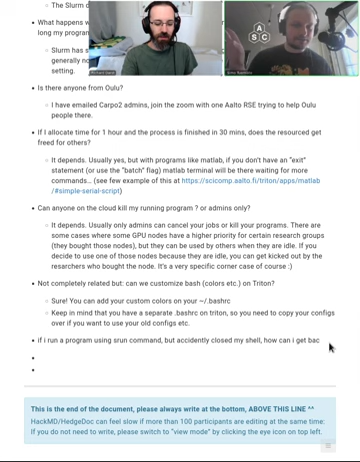 The Slurm d
What happens w
long my program
Slurm has s
generally no
setting.
Is there anyone from Oulu?
I have emailed Carpo2 admins, join the zoom with one Aalto RSE trying to help Oulu
people there.
If I allocate time for 1 hour and the process is finished in 30 mins, does the resourced get
freed for others?
It depends. Usually yes, but with programs like matlab, if you don't have an "exit"
statement (or use the "batch" flag) matlab terminal will be there waiting for more
commands... (see few example of this at https://scicomp.aalto.fi/triton/apps/matlab
/#simple-serial-script)
Can anyone on the cloud kill my running program ? or admins only?
It depends. Usually only admins can cancel your jobs or kill your programs. There are
some cases where some GPU nodes have a higher priority for certain research groups
(they bought those nodes), but they can be used by others when they are idle. If you
decide to use one of those nodes because they are idle, you can get kicked out by the
resarchers who bought the node. It's a very specific corner case of course :)
Not completely related but: can we customize bash (colors etc.) on Triton?
Sure! You can add your custom colors on your ~/.bashrc
Keep in mind that you have a separate .bashrc on triton, so you need to copy your configs
over if you want to use your old configs etc.
if i run a program using srun command, but accidently closed my shell, how can i get bac
This is the end of the document, please always write at the bottom, ABOVE THIS LINE ^^
HackMD/HedgeDoc can feel slow if more than 100 participants are editing at the same time:
If you do not need to write, please switch to "view mode" by clicking the eye icon on top left.
A
S C